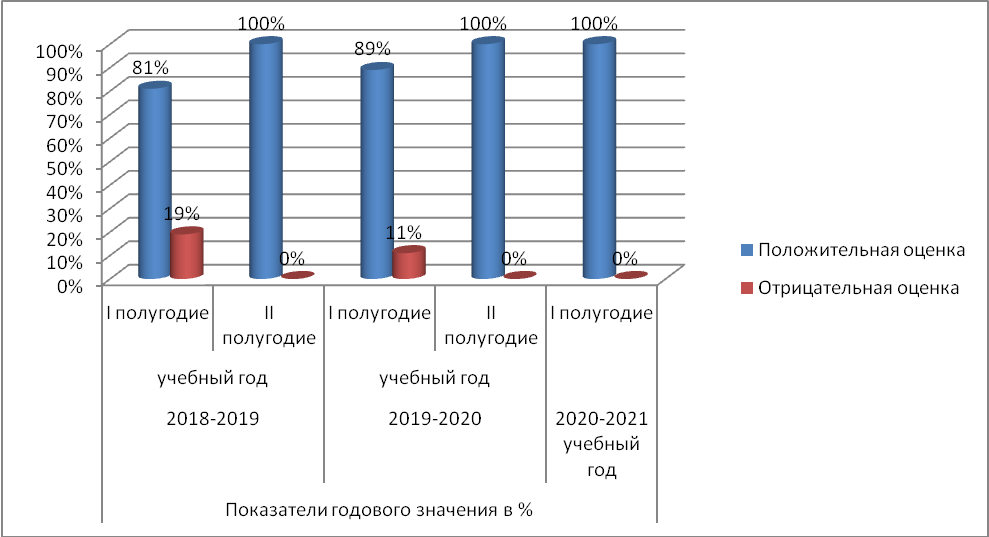 100%
90%
80%
70%
60%
50%
40%
30%
20%
10%
0%
81%
19%
100%
0%
89%
11%
100%
0%
100%
0%
I полугодие
II
полугодие
I полугодие
II
полугодие
I полугодие
учебный год
учебный год
2018-2019
2019-2020
2020-2021
учебный
год
Показатели годового значения в %
Положительная оценка
Отрицательная оценка